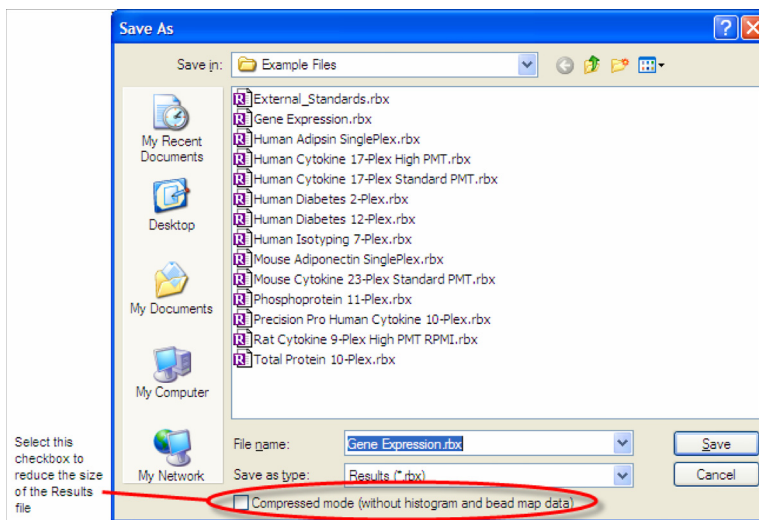 Save As
Save in:
Example Files
My Recent
Documents
Desktop
My Documents
My Computer
My Network
External_Standards.rbx
Gene Expression.rbx
Human Adipsin SinglePlex.rbx
Human Cytokine 17-Plex High PMT.rbx
Human Cytokine 17-Plex Standard PMT.rbx
Human Diabetes 2-Plex.rbx
Human Diabetes 12-Plex.rbx
Human Isotyping 7-Plex.rbx
Mouse Adiponectin SinglePlex.rbx
Mouse Cytokine 23-Plex Standard PMT.rbx
Phosphoprotein 11-Plex.rbx
Precision Pro Human Cytokine 10-Plex.rbx
Rat Cytokine 9-Plex High PMT RPMI.rbx
Total Protein 10-Plex.rbx
File name:
Gene Expression.rbx
Save
Save as type:
Results (*.rbx)
Cancel
Compressed mode (without histogram and bead map data)
Select this
checkbox to
reduce the size
of the Results
file